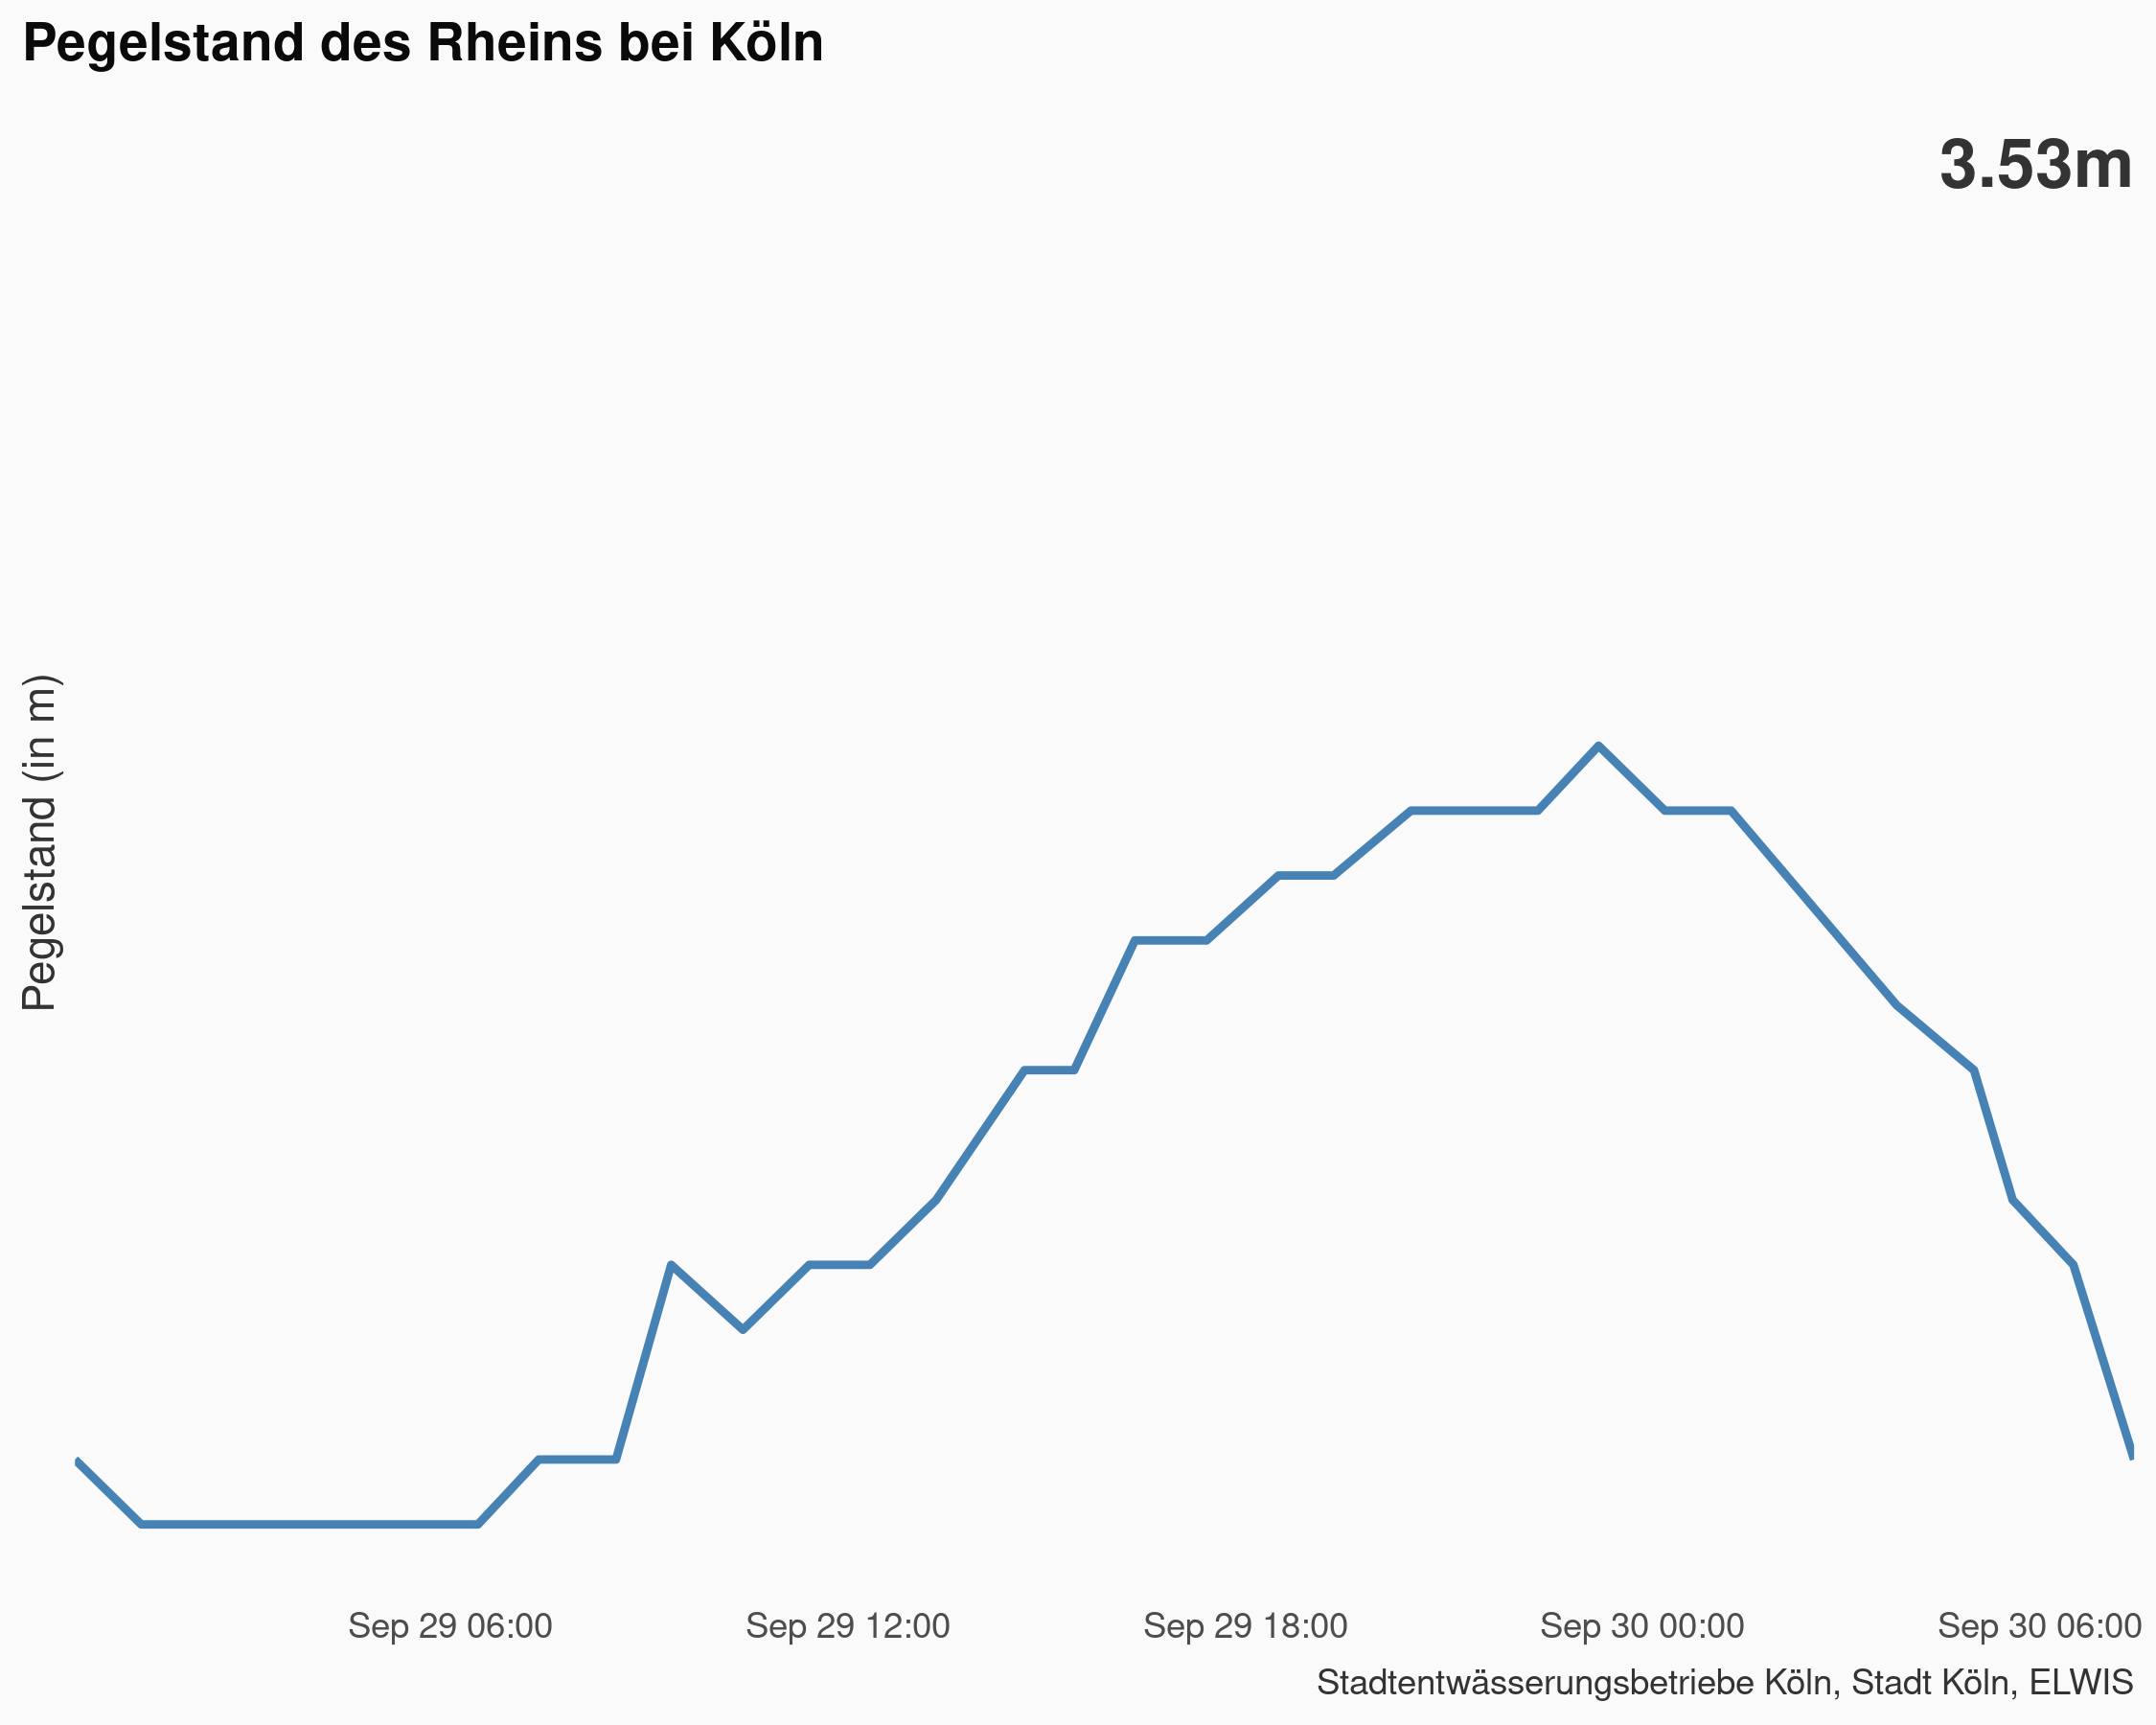 Pegelstand des Rheins bei Köln
3.53m
Pegelstand (in m)
Sep 29 06:00
Sep 29 12:00
Sep 29 18:00
Sep 30 00:00
Sep 30 06:00
Stadtentwässerungsbetriebe Köln, Stadt Köln, ELWIS